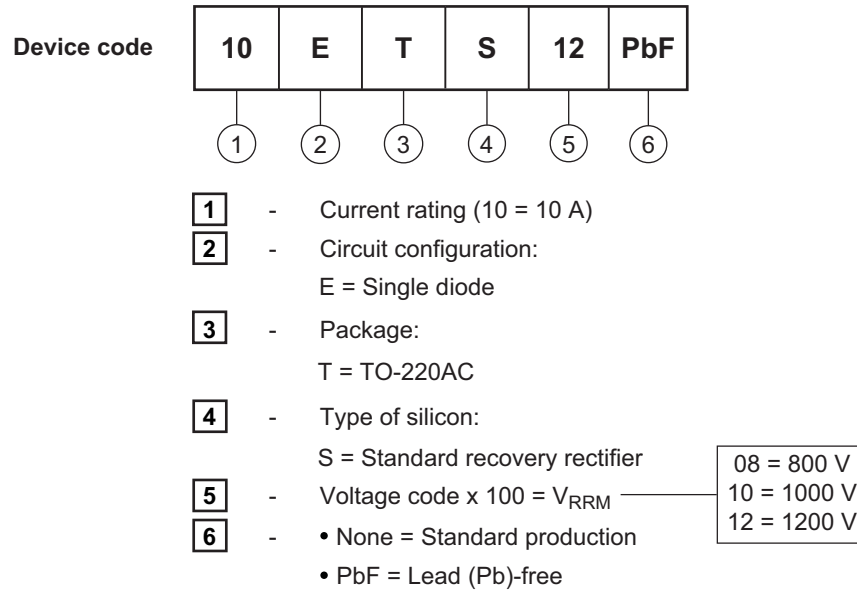 Device code 10 E T S 12 PbF
1 2 3 4 5 6
1 - Current rating (10 = 10 A)
2 - Circuit configuration:
E = Single diode
3 - Package:
T = TO-220AC
4 - Type of silicon:
S = Standard recovery rectifier
5 - Voltage code x 100 = VRRM
08 = 800 V
10 = 1000 V
12 = 1200 V
6 - • None = Standard production
• PbF = Lead (Pb)-free